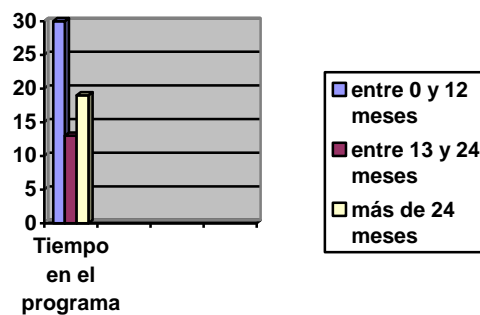 30
25
20
15
10
5
0
Tiempo
en el
programa
entre 0 y 12
meses
entre 13 y 24
meses
más de 24
meses